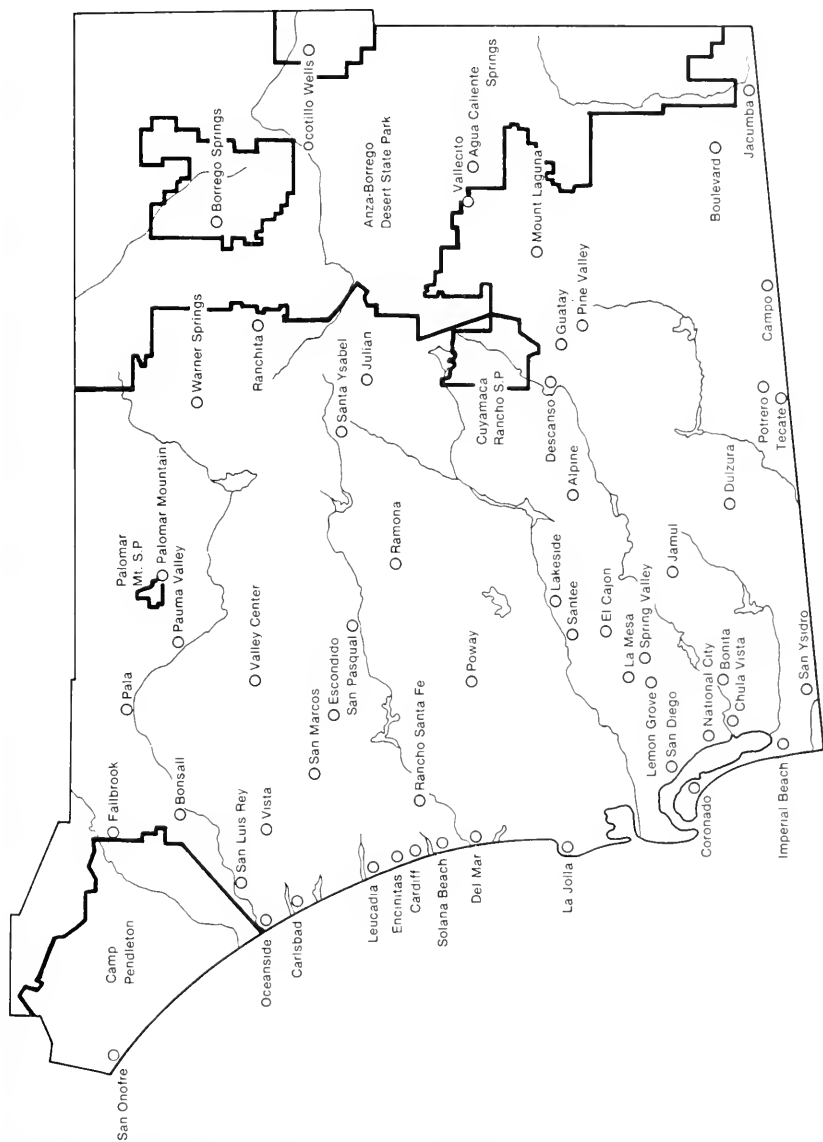 San Onofre
Camp
Pendleton
Fallbrook
Pala
Palomar
Mt. S.P
Palomar Mountain
Pauma Valley
Bonsall
San Luis Rey
Vista
Oceanside
Carlsbad
Valley Center
Warner Springs
Ranchita
Borrego Springs
Ocotillo Wells
San Marcos
Escondido
San Pasqual
Santa Ysabel
Julian
Ramona
Anza-Borrego
Desert State Park
Leucadia
Encinitas
Cardiff
Solana Beach
Del Mar
Rancho Santa Fe
Poway
Cuyamaca
Rancho S.P
Vallecito
Agua Caliente
Springs
Mount Laguna
Descanso
Guatay
Pine Valley
La Jolla
Lakeside
Santee
Alpine
El Cajon
La Mesa
Spring Valley
Lemon Grove
San Diego
Jamul
National City
Bonita
Chula Vista
Coronado
Imperial Beach
San Ysidro
Dulzura
Potrero
Tecate
Campo
Boulevard
Jacumba